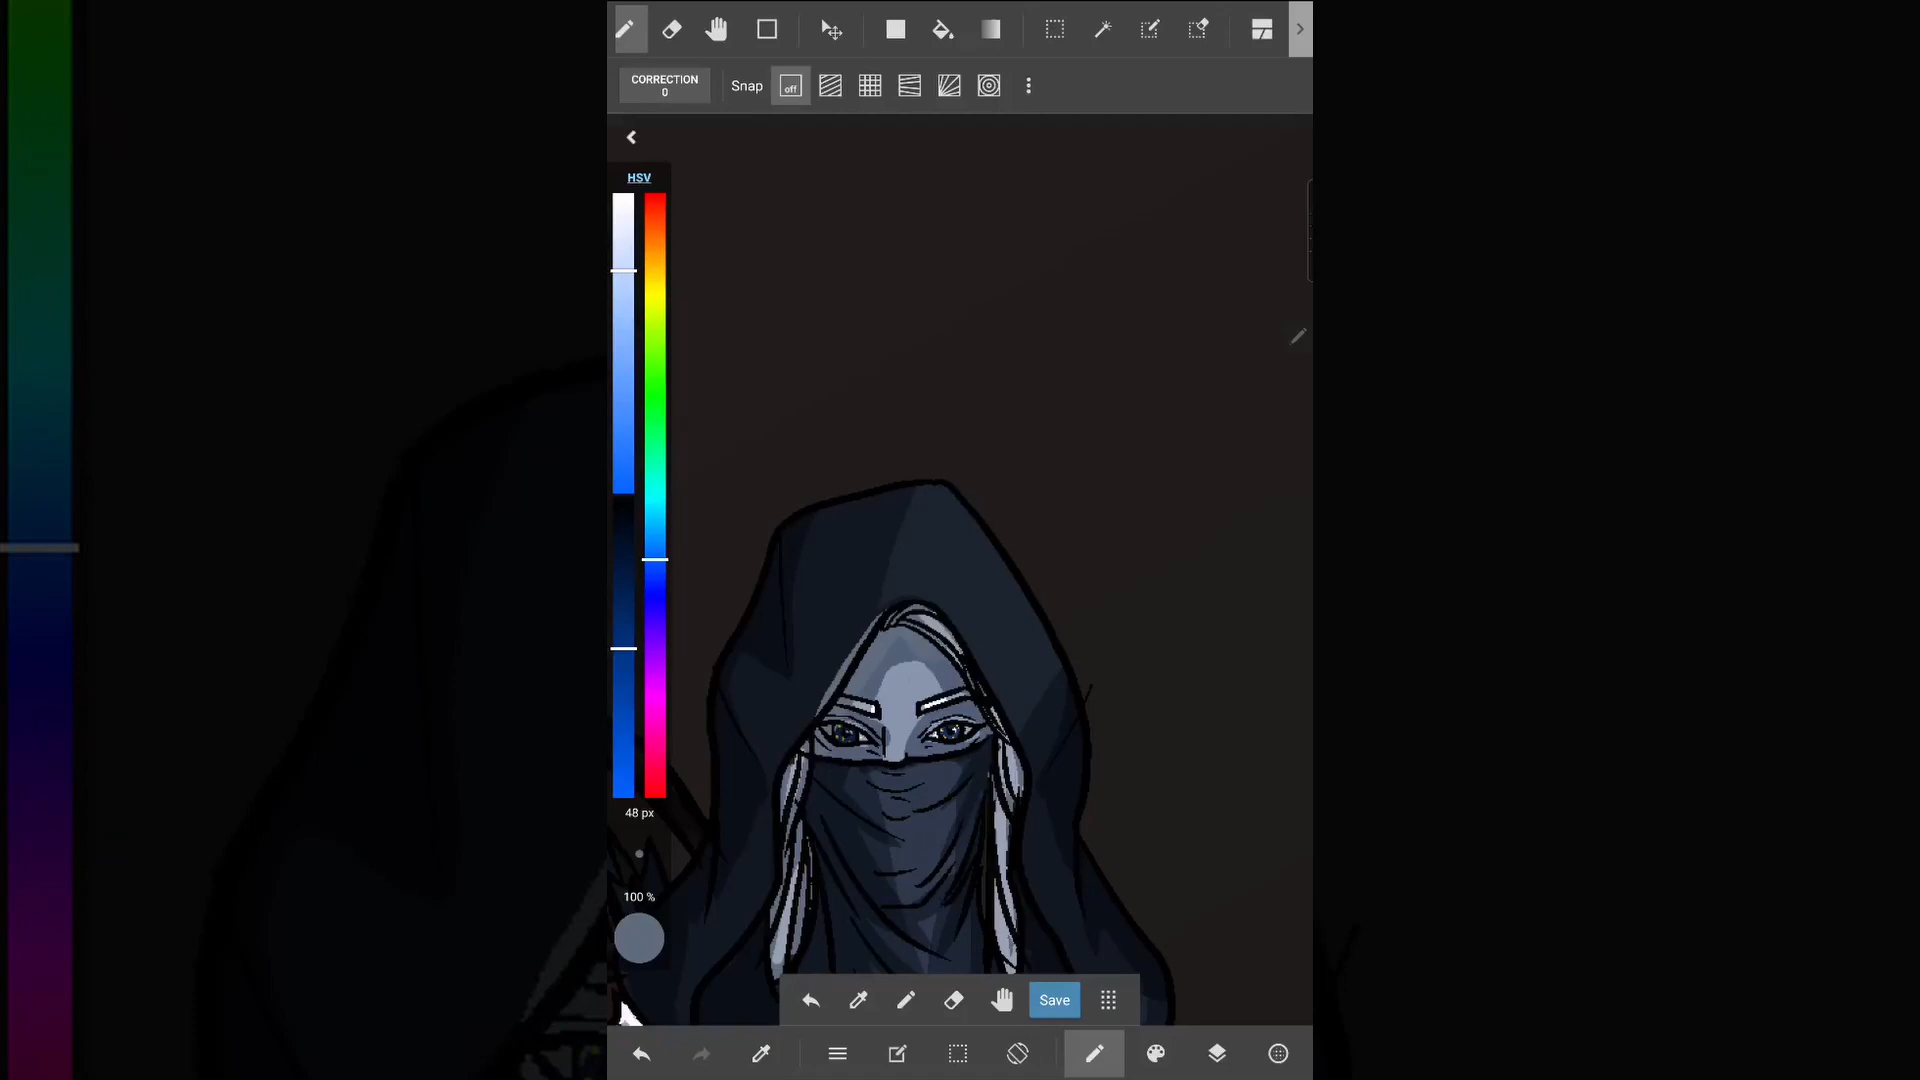 CORRECTION
0
Snap
off
HSV
48 px
100 %
Save